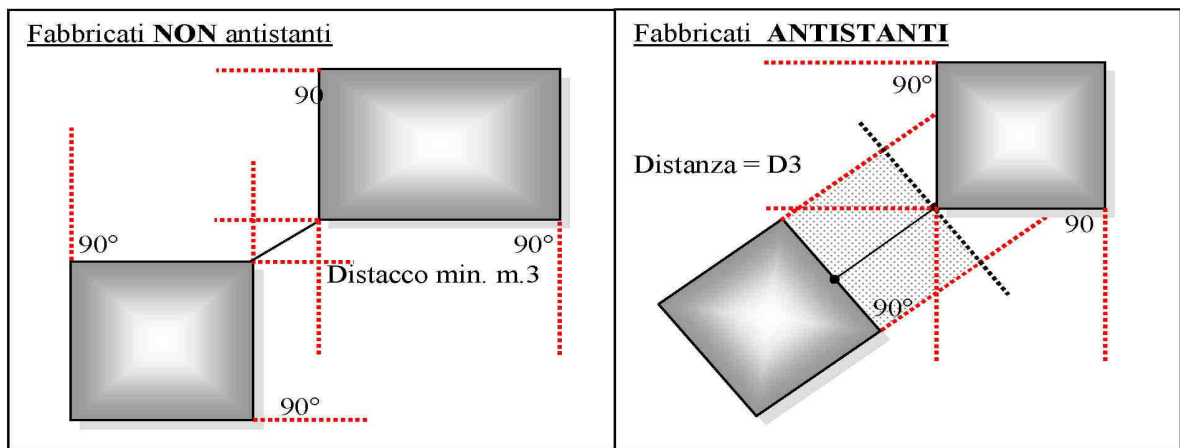 Fabbricati NON antistanti
90
90°
90°
Distacco min. m.3
90°
Fabbricati ANTISTANTI
90°
Distanza = D3
90
90°